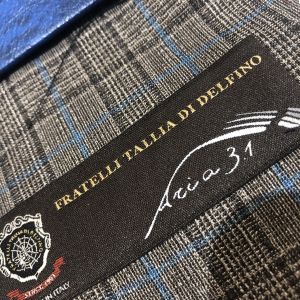 FRATELLI TALLIA DI DELFINO
Aria 3.1
IN ITALY